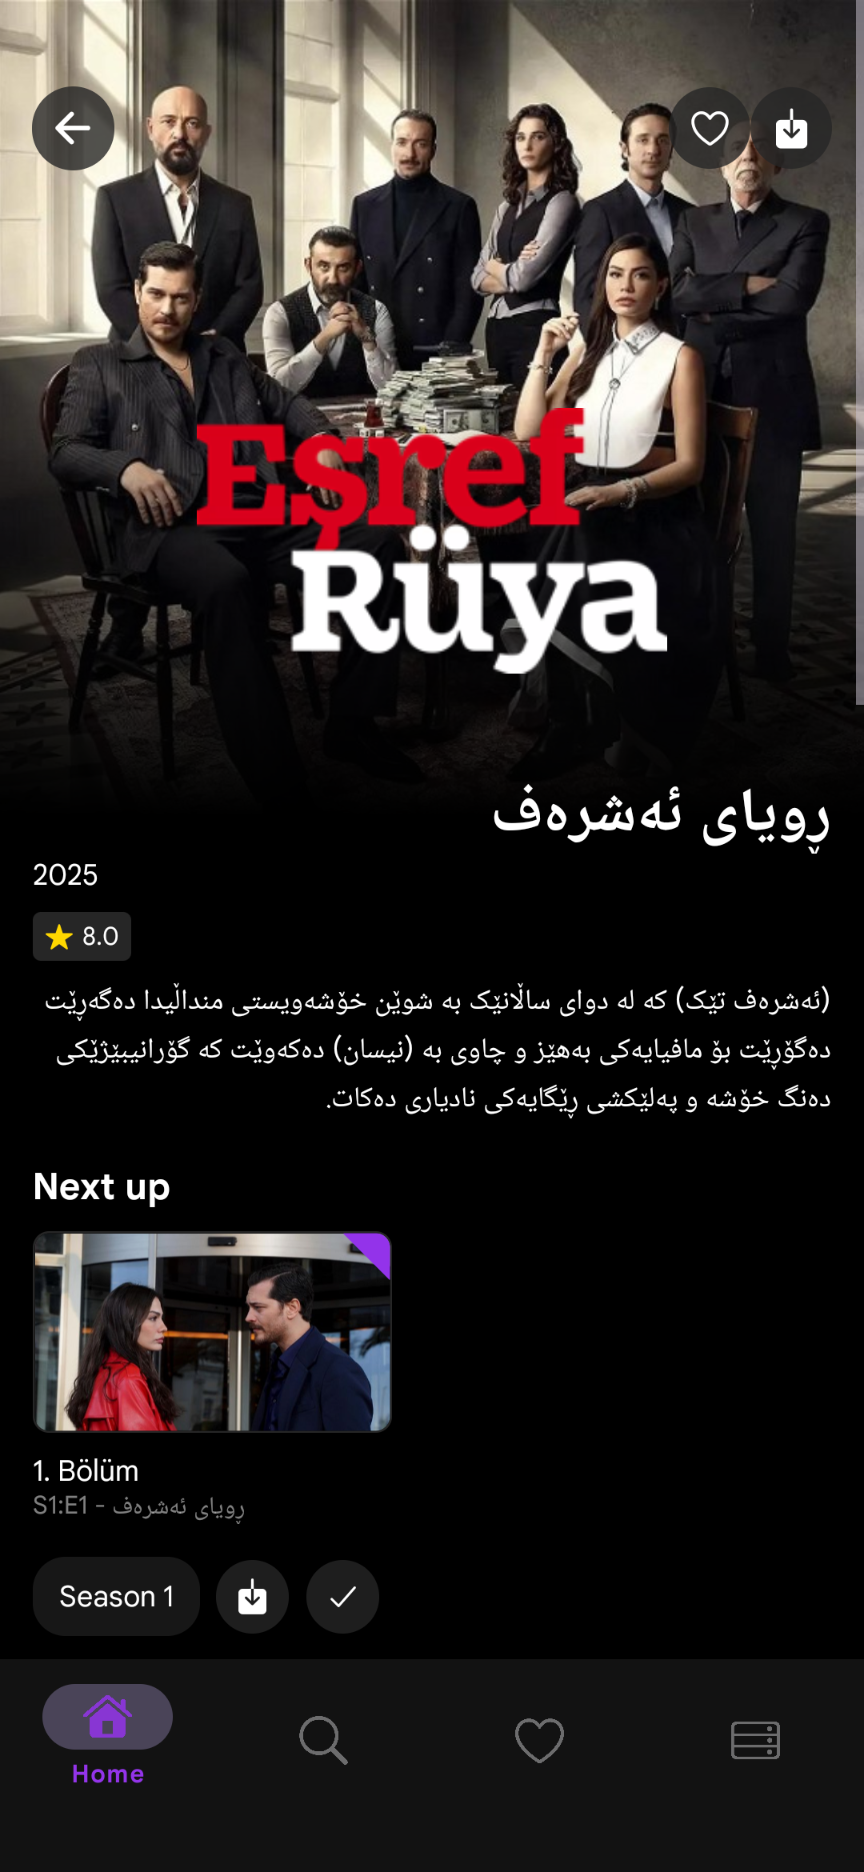 Eşref
Rüya
ڕویای ئەشرەف
2025
8.0
(ئەشرەف تێک) کە لە دوای ساڵانێک بە شوێن خۆشەویستی منداڵیدا دەگەڕێت
دەگۆڕێت بۆ مافیایەکی بەهێز و چاوی بە (نیسان) دەکەوێت کە گۆرانیبێژێکی
دەنگ خۆشە و پەلێکشی ڕێگایەکی نادیاری دەکات.
Next up
1. Bölüm
S1:E1 - ڕویای ئەشرەف
Season 1
Home